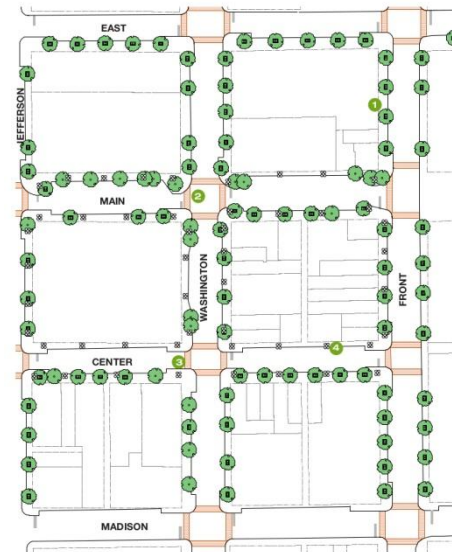 EAST
JEFFERSON
1
2
MAIN
WASHINGTON
FRONT
4
3
CENTER
MADISON